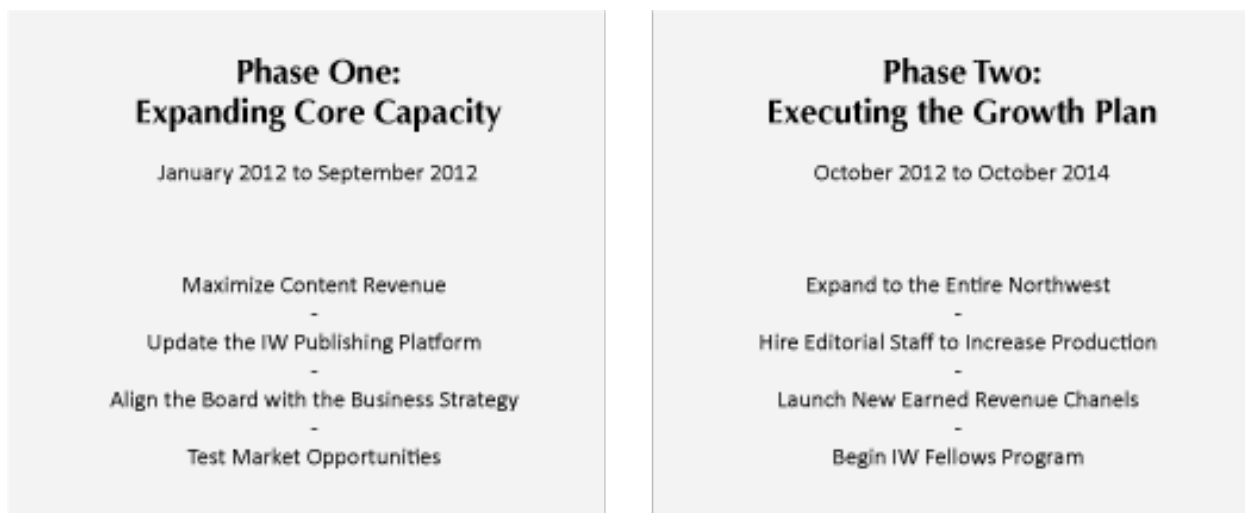 Phase One:
Expanding Core Capacity
January 2012 to September 2012
Maximize Content Revenue
-
Update the IW Publishing Platform
-
Align the Board with the Business Strategy
-
Test Market Opportunities
Phase Two:
Executing the Growth Plan
October 2012 to October 2014
Expand to the Entire Northwest
-
Hire Editorial Staff to Increase Production
-
Launch New Earned Revenue Chanels
-
Begin IW Fellows Program